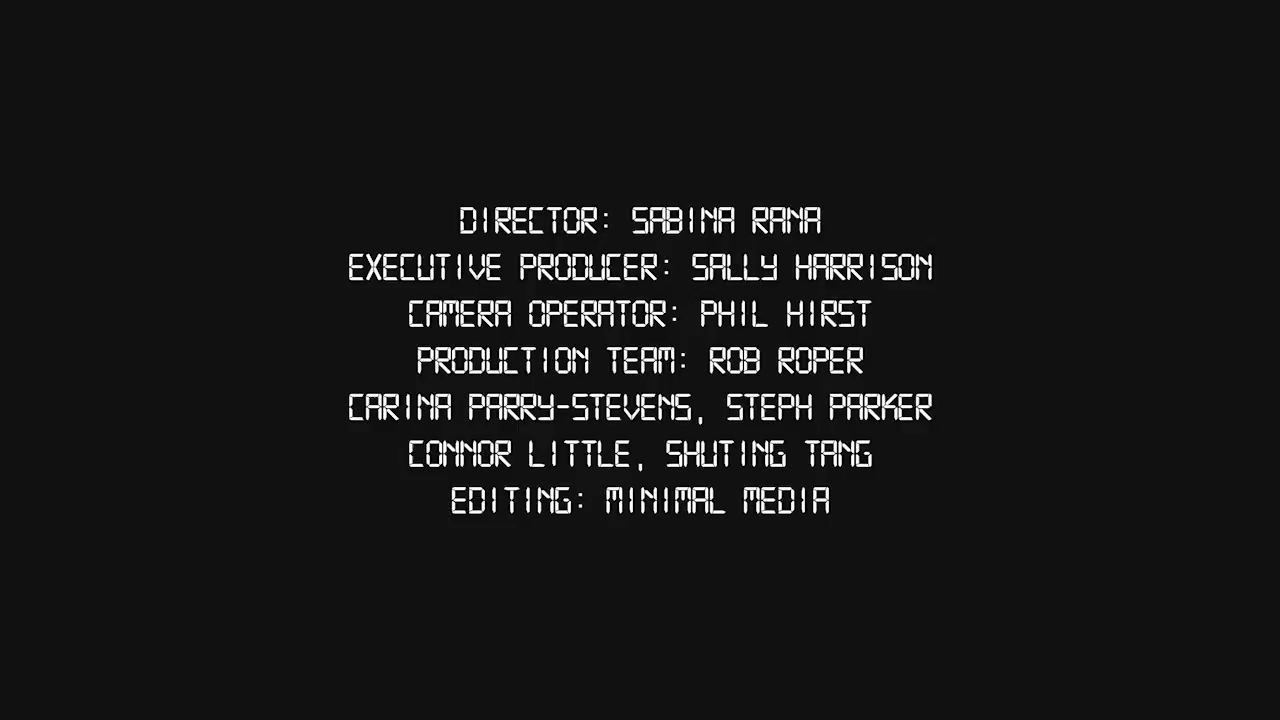 DIRECTOR: SABINA RANA
EXECUTIVE PRODUCER: SALLY HARRISON
CAMERA OPERATOR: PHIL HIRST
PRODUCTION TEAM: ROB ROPER
CARINA PARRY-STEVENS, STEPH PARKER
CONNOR LITTLE, SHUTING TANG
EDITING: MINIMAL MEDIA